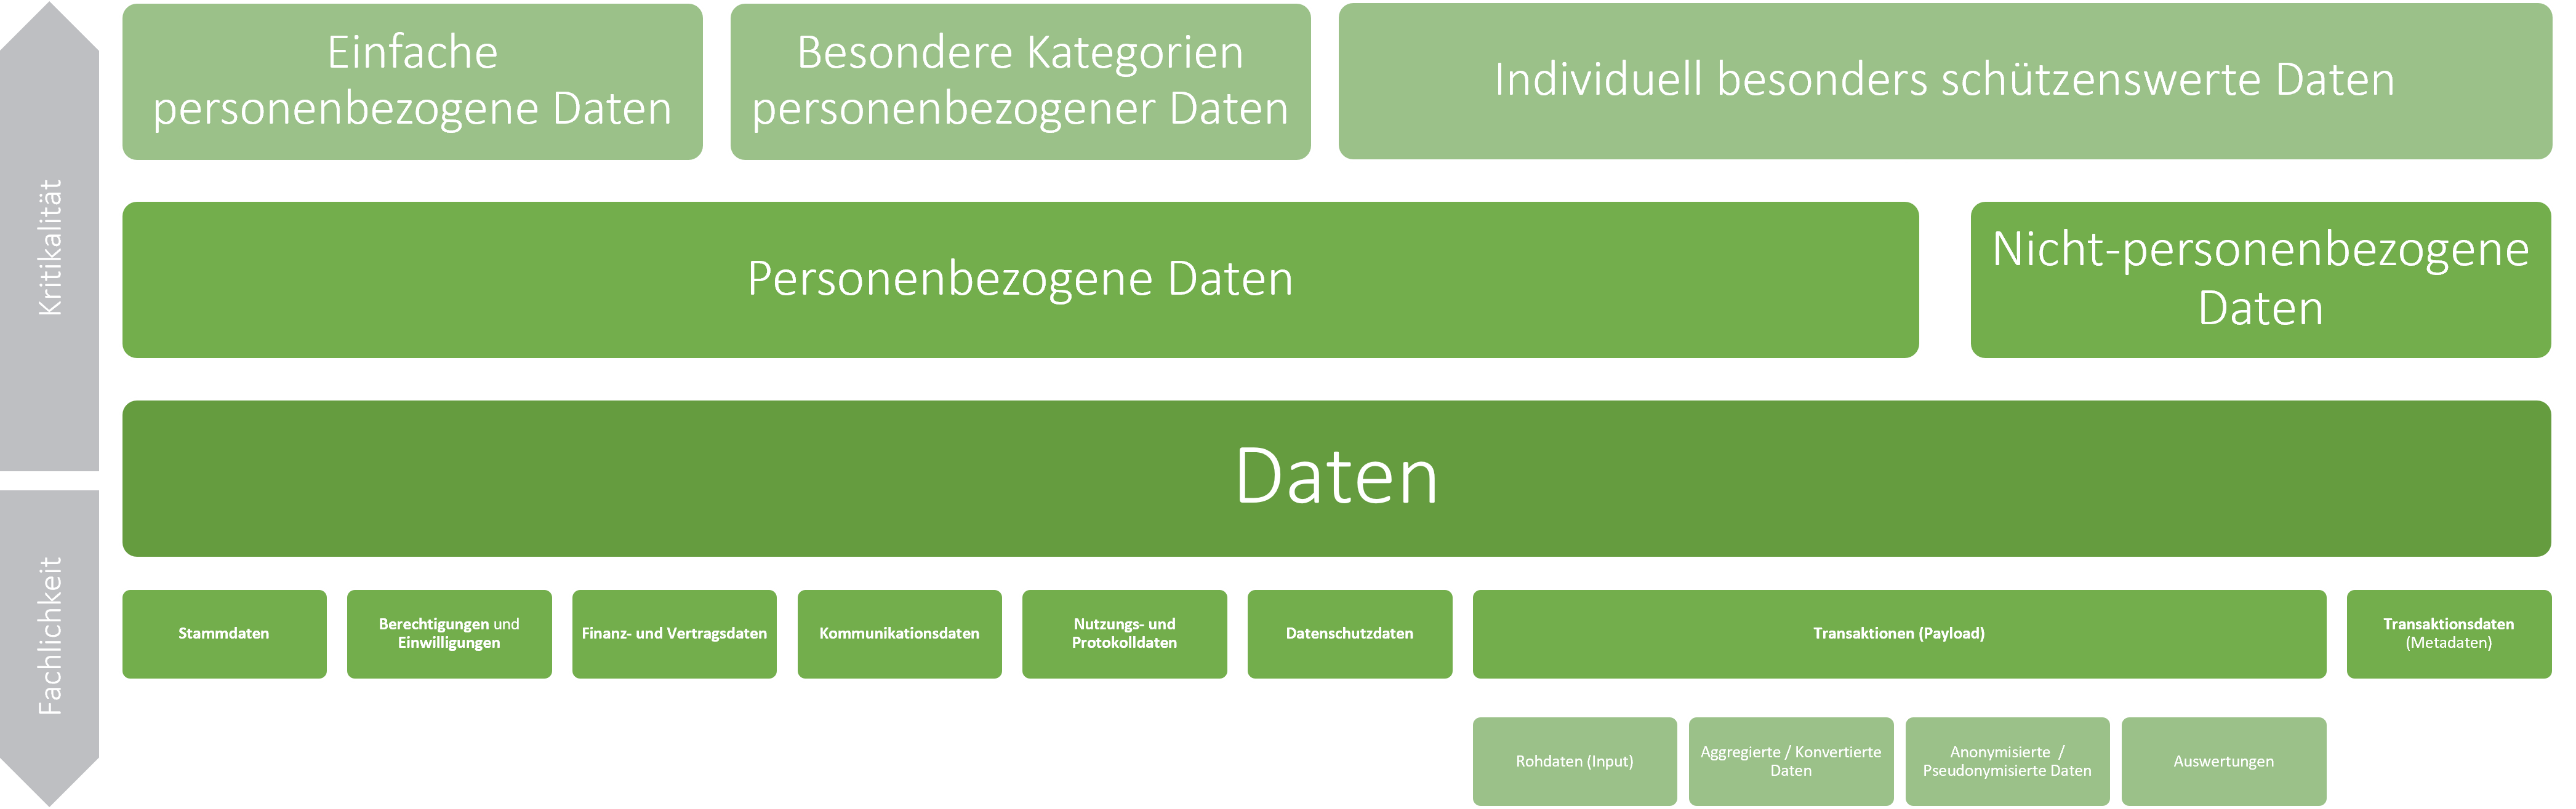 Kritikalität
Einfache
personenbezogene Daten
Besondere Kategorien
personenbezogener Daten
Individuell besonders schützenswerte Daten
Personenbezogene Daten
Nicht-personenbezogene
Daten
Daten
Fachlichkeit
Stammdaten
Berechtigungen und
Einwilligungen
Finanz- und Vertragsdaten
Kommunikationsdaten
Nutzungs- und
Protokolldaten
Datenschutzdaten
Transaktionen (Payload)
Transaktionsdaten
(Metadaten)
Rohdaten (Input)
Aggregierte / Konvertierte
Daten
Anonymisierte /
Pseudonymisierte Daten
Auswertungen